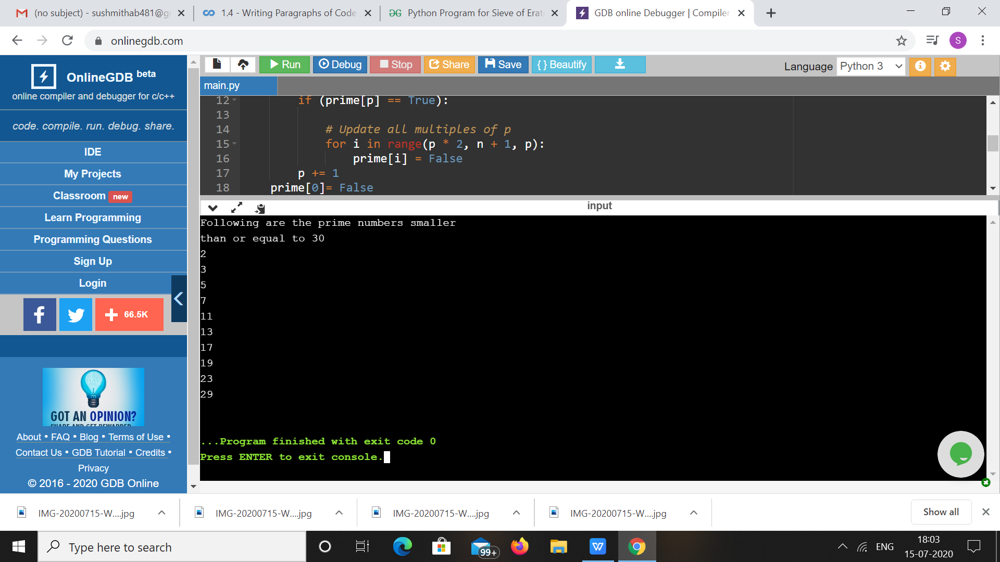 (no subject) - sushmithab481@g
1.4 - Writing Paragraphs of Code
Python Program for Sieve of Erato
GDB online Debugger | Compiler
onlinegdb.com
S
OnlineGDB beta
online compiler and debugger for c/c++
code. compile. run. debug. share.
IDE
My Projects
Classroom new
Learn Programming
Programming Questions
Sign Up
Login
66.5K
idea
GOT AN OPINION?
SHARE AND GET REWARDED
About • FAQ • Blog • Terms of Use •
Contact Us • GDB Tutorial • Credits •
Privacy
© 2016 - 2020 GDB Online
Run Debug Stop Share Save { } Beautify
Language Python 3
main.py
12 if (prime[p] == True):
13
14 # Update all multiples of p
15 for i in range(p * 2, n + 1, p):
16 prime[i] = False
17 p += 1
18 prime[0]= False
input
Following are the prime numbers smaller
than or equal to 30
2
3
5
7
11
13
17
19
23
29
...Program finished with exit code 0
Press ENTER to exit console.
IMG-20200715-W....jpg
IMG-20200715-W....jpg
IMG-20200715-W....jpg
IMG-20200715-W....jpg
Show all
Type here to search
99+
ENG
18:03
15-07-2020